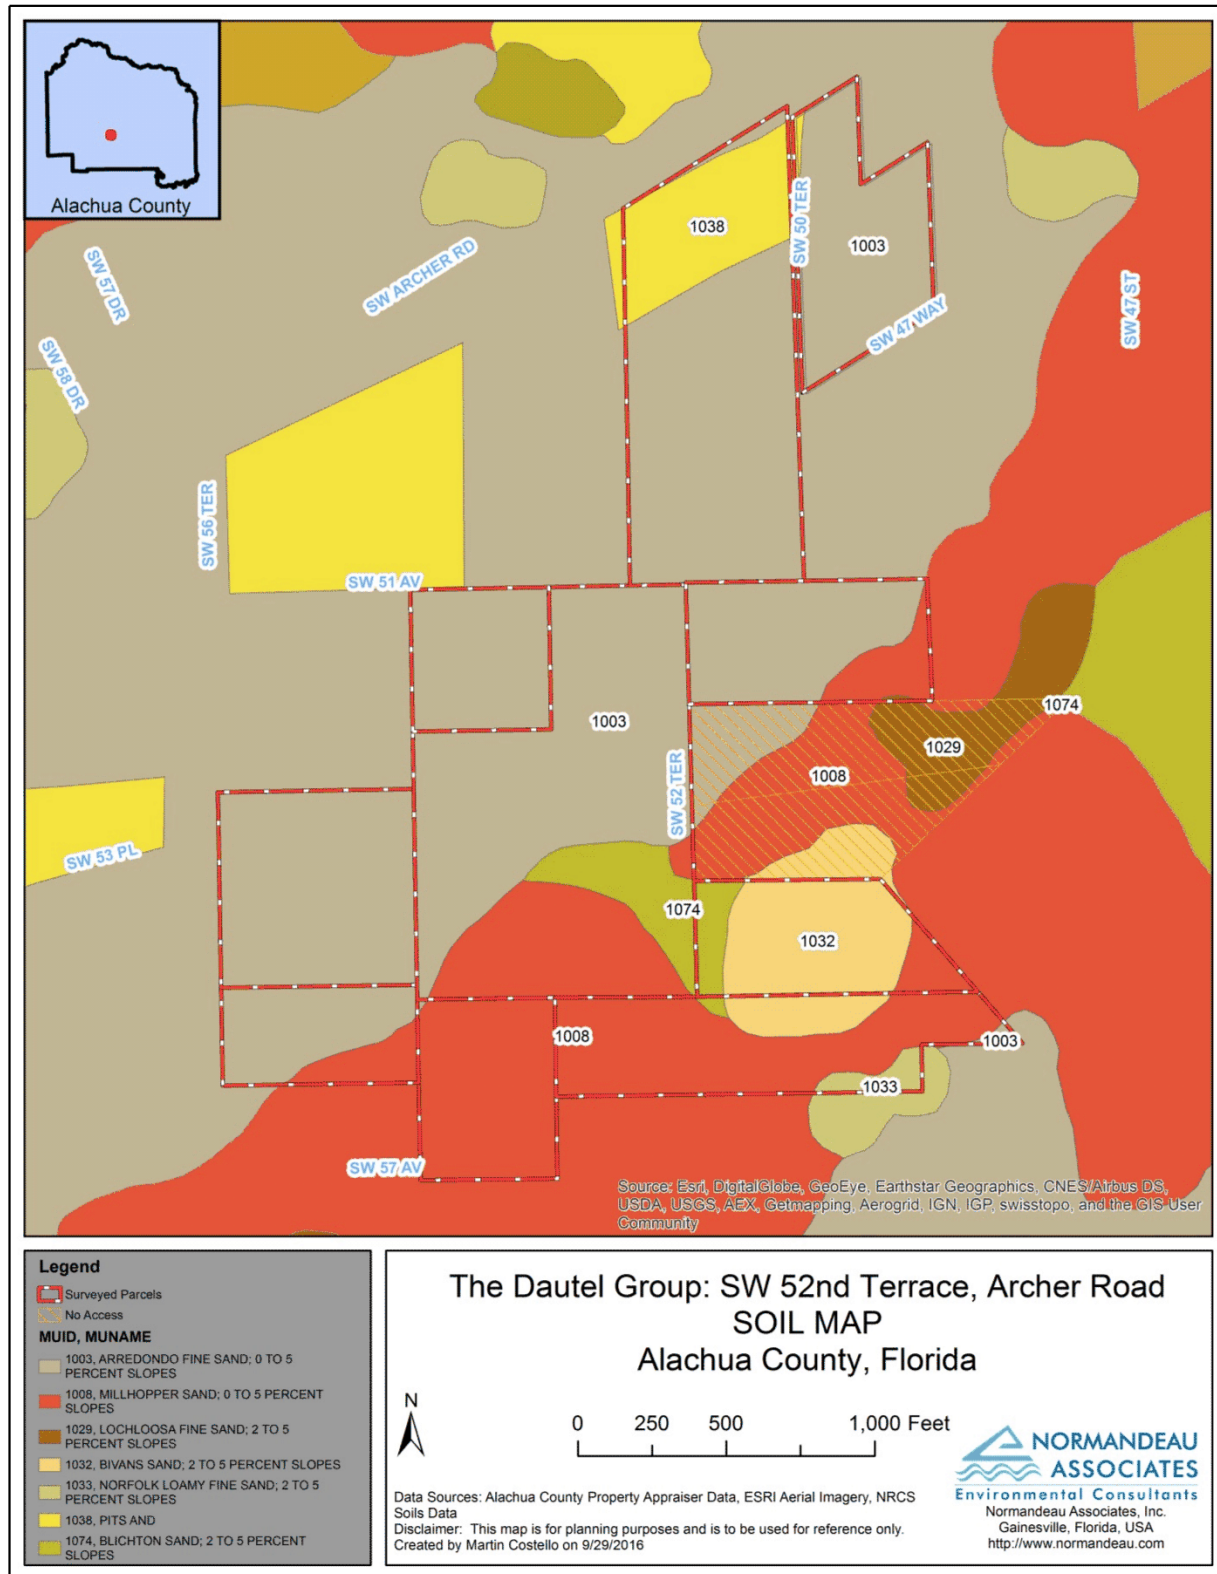 Alachua County
SW 57 DR
SW 58 DR
SW ARCHER RD
1038
SW 50 TER
1003
SW 47 WAY
SW 47 ST
SW 56 TER
SW 51 AV
1003
SW 52 TER
1074
1029
1008
SW 53 PL
1074
1032
1008
1003
1033
SW 57 AV
Source: Esri, DigitalGlobe, GeoEye, Earthstar Geographics, CNES/Airbus DS,
USDA, USGS, AEX, Getmapping, Aerogrid, IGN, IGP, swisstopo, and the GIS User
Community
Legend
Surveyed Parcels
No Access
MUID, MUNAME
1003, ARREDONDO FINE SAND; 0 TO 5
PERCENT SLOPES
1008, MILLHOPPER SAND; 0 TO 5 PERCENT
SLOPES
1029, LOCHLOOSA FINE SAND; 2 TO 5
PERCENT SLOPES
1032, BIVANS SAND; 2 TO 5 PERCENT SLOPES
1033, NORFOLK LOAMY FINE SAND; 2 TO 5
PERCENT SLOPES
1038, PITS AND
1074, BLICHTON SAND; 2 TO 5 PERCENT
SLOPES
The Dautel Group: SW 52nd Terrace, Archer Road
SOIL MAP
Alachua County, Florida
N
0 250 500 1,000 Feet
Data Sources: Alachua County Property Appraiser Data, ESRI Aerial Imagery, NRCS
Soils Data
Disclaimer: This map is for planning purposes and is to be used for reference only.
Created by Martin Costello on 9/29/2016
NORMANDEAU
ASSOCIATES
Environmental Consultants
Normandeau Associates, Inc.
Gainesville, Florida, USA
http://www.normandeau.com